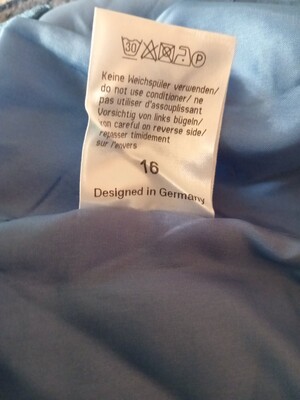 30 P
Keine Weichspüler verwenden/
do not use conditioner/ ne
pas utiliser d'assouplissant
Vorsichtig von links bügeln/
iron careful on reverse side/
repasser timidement
sur l'envers
16
Designed in Germany